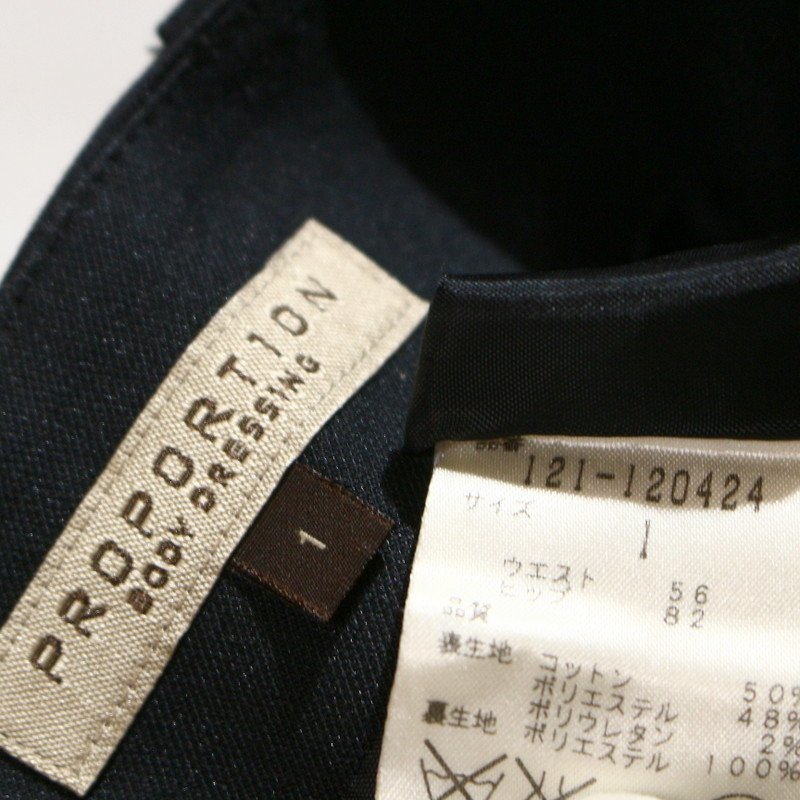 PROPORTION
BODY DRESSING
1
品番
121-120424
サイズ
1
ウエスト 56
ヒップ 82
品質
表生地 コットン 50%
ポリエステル 48%
ポリウレタン 2%
裏生地 ポリエステル 100%